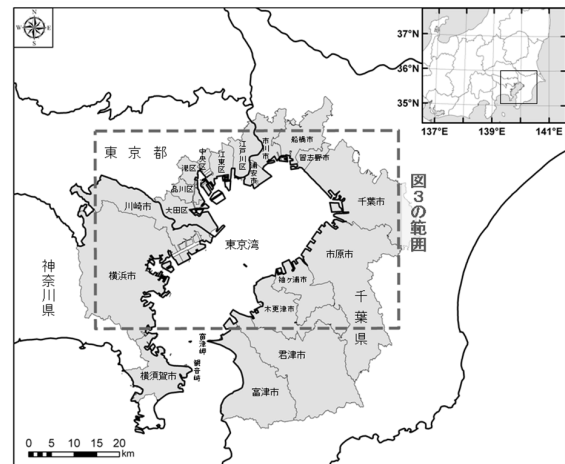 N
W
E
S
37°N
36°N
35°N
137°E
139°E
141°E
東京都
中央区
港区
江東区
江戸川区
市川市
浦安市
船橋市
習志野市
品川区
大田区
千葉市
川崎市
図3の範囲
東京湾
市原市
神奈川県
横浜市
袖ヶ浦市
木更津市
千葉県
富津岬
観音崎
君津市
横須賀市
富津市
0 5 10 15 20
km